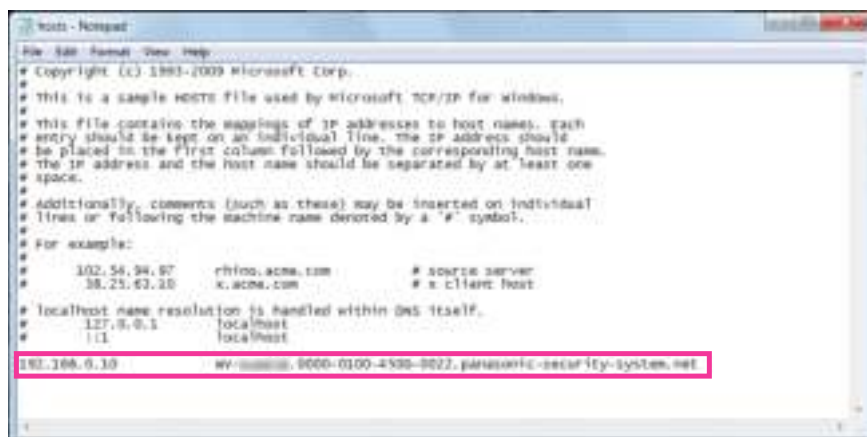 hosts - Notepad
File Edit Format View Help
# Copyright (c) 1993-2009 Microsoft Corp.
#
# This is a sample HOSTS file used by Microsoft TCP/IP for Windows.
#
# This file contains the mappings of IP addresses to host names. Each
# entry should be kept on an individual line. The IP address should
# be placed in the first column followed by the corresponding host name.
# The IP address and the host name should be separated by at least one
# space.
#
# Additionally, comments (such as these) may be inserted on individual
# lines or following the machine name denoted by a '#' symbol.
#
# For example:
#
# 102.54.94.97 rhino.acme.com # source server
# 38.25.63.10 x.acme.com # x client host
# localhost name resolution is handled within DNS itself.
# 127.0.0.1 localhost
# ::1 localhost
192.168.0.10 .0000-0100-4500-0022.panasonic-security-system.net